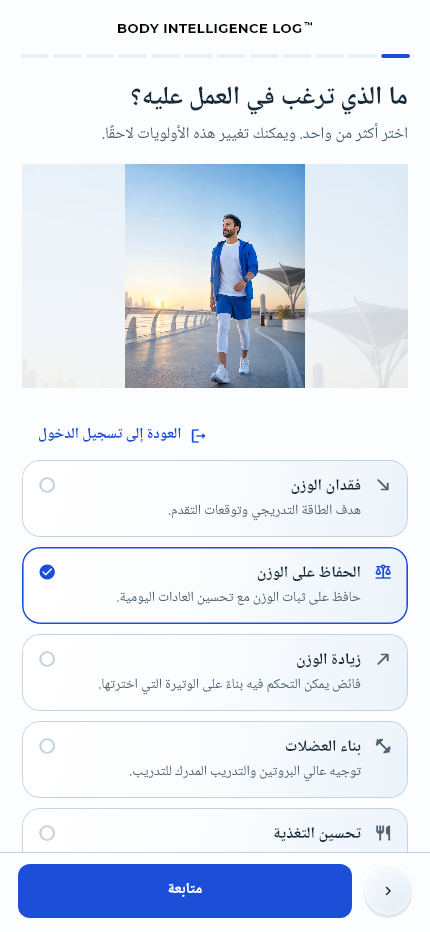 BODY INTELLIGENCE LOG™
ما الذي ترغب في العمل عليه؟
اختر أكثر من واحد. ويمكنك تغيير هذه الأولويات لاحقًا.
العودة إلى تسجيل الدخول
فقدان الوزن
هدف الطاقة التدريجي وتوقعات التقدم.
الحفاظ على الوزن
حافظ على ثبات الوزن مع تحسين العادات اليومية.
زيادة الوزن
فائض يمكن التحكم فيه بناءً على الوتيرة التي اخترتها.
بناء العضلات
توجيه عالي البروتين والتدريب المدرك للتدريب.
تحسين التغذية
متابعة